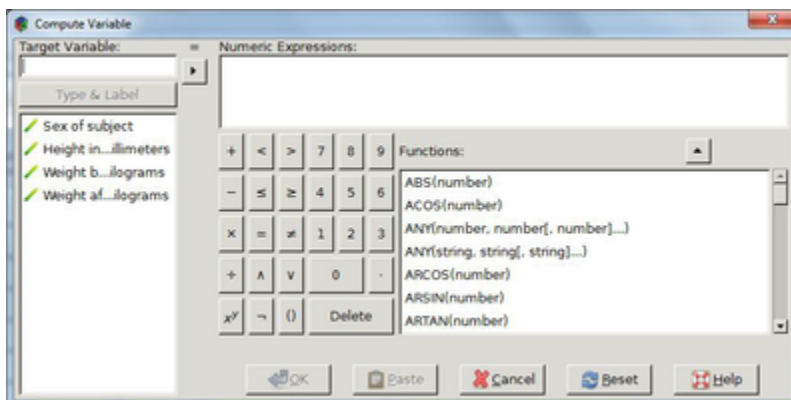 Compute Variable
Target Variable: = Numeric Expressions:
Type & Label
Sex of subject
Height in...illimeters
Weight b...ilograms
Weight af...ilograms
+ < > 7 8 9
− ≤ ≥ 4 5 6
× = ≠ 1 2 3
÷ ∧ ∨ 0 ·
xʸ ¬ () Delete
Functions:
ABS(number)
ACOS(number)
ANY(number, number[, number]...)
ANY(string, string[, string]...)
ARCOS(number)
ARSIN(number)
ARTAN(number)
OK Paste Cancel Reset Help